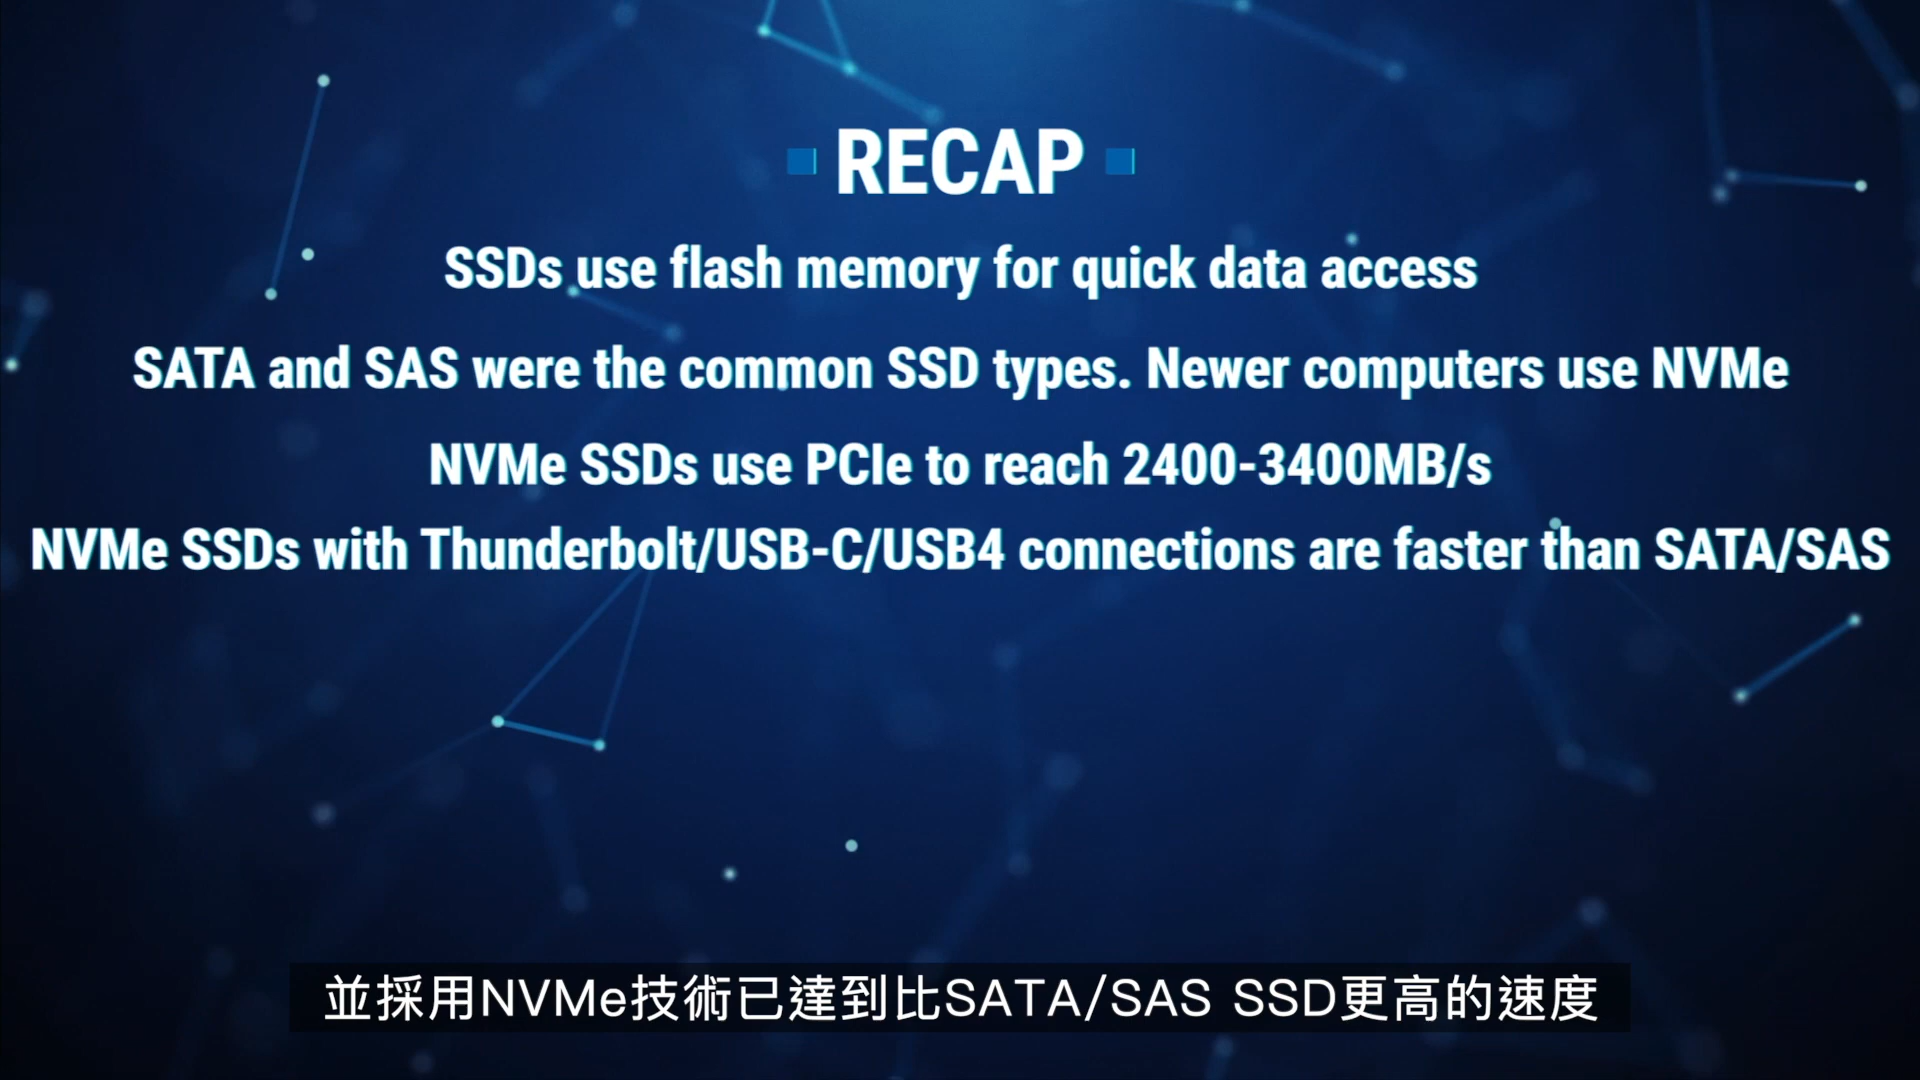 RECAP
SSDs use flash memory for quick data access
SATA and SAS were the common SSD types. Newer computers use NVMe
NVMe SSDs use PCIe to reach 2400-3400MB/s
NVMe SSDs with Thunderbolt/USB-C/USB4 connections are faster than SATA/SAS
並採用NVMe技術已達到比SATA/SAS SSD更高的速度